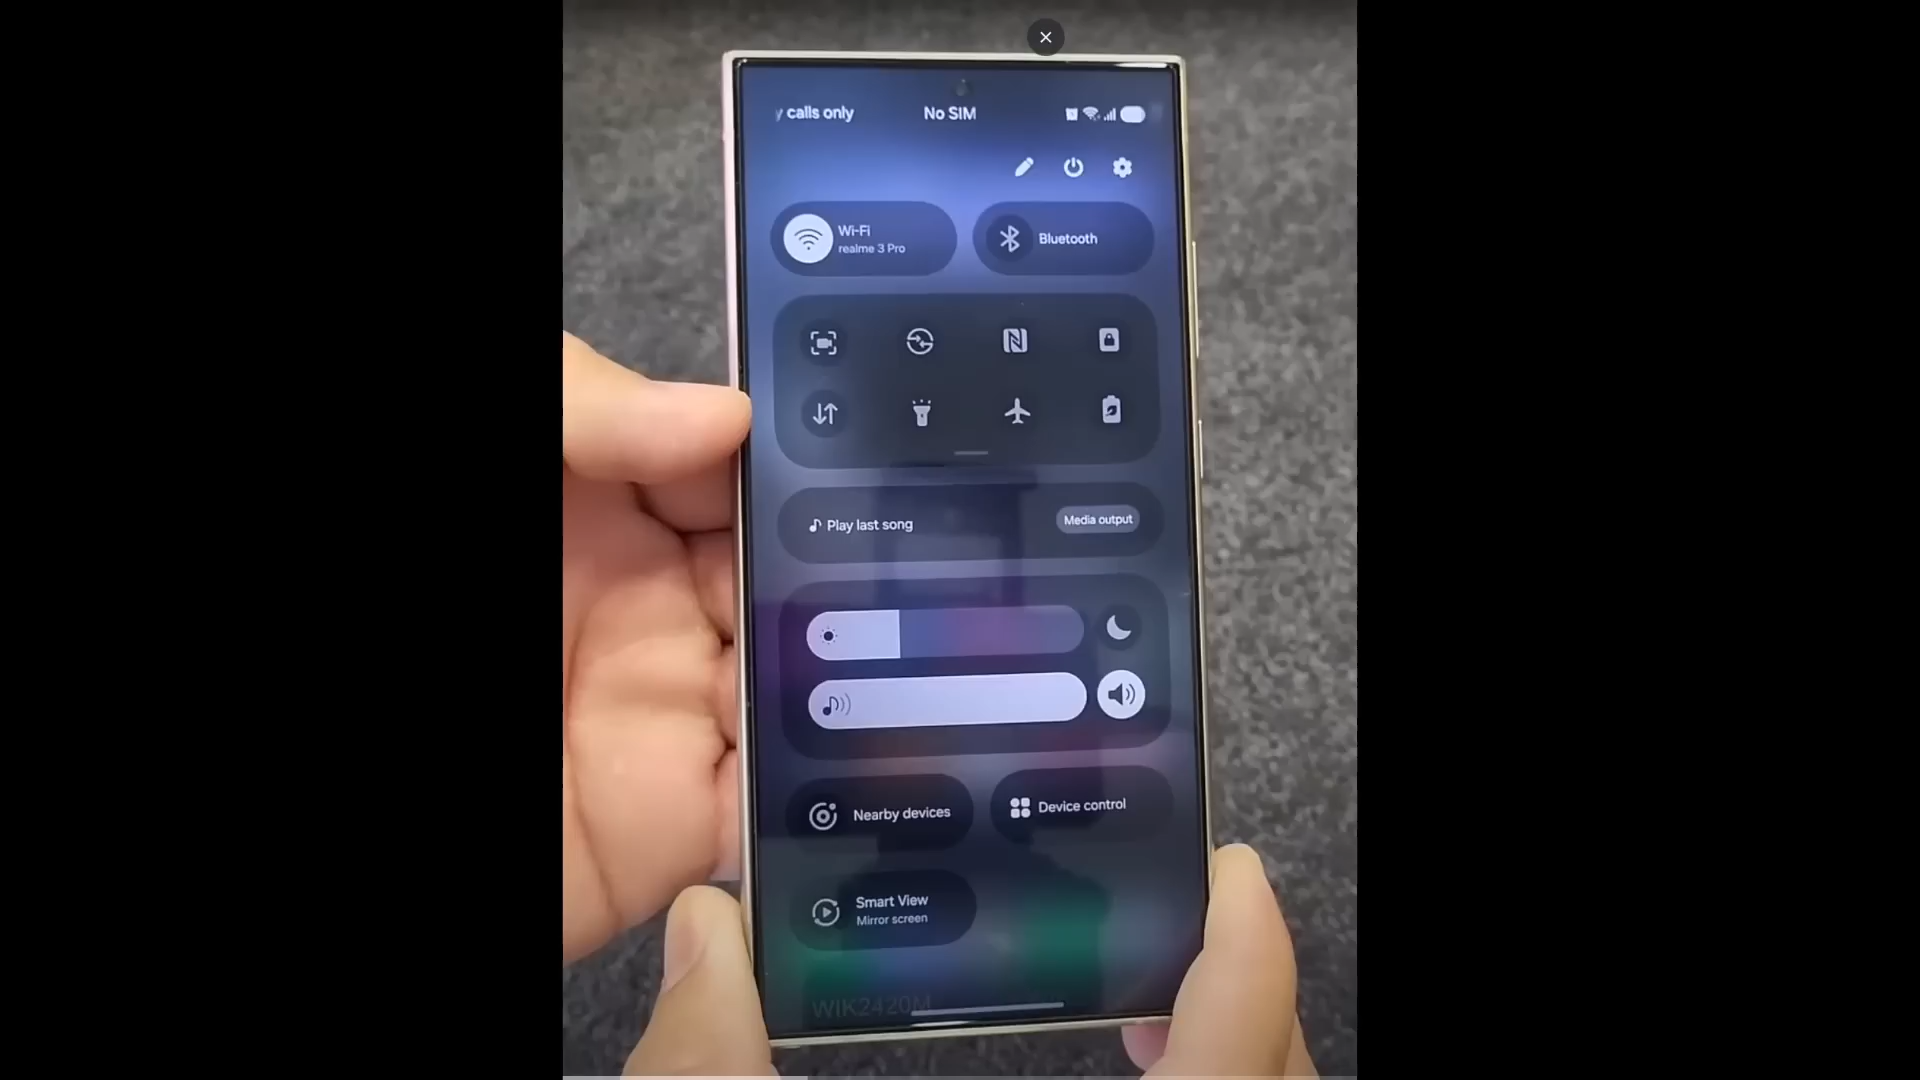 y calls only
No SIM
Wi-Fi
realme 3 Pro
Bluetooth
Play last song
Media output
Nearby devices
Device control
Smart View
Mirror screen
WIK2420M